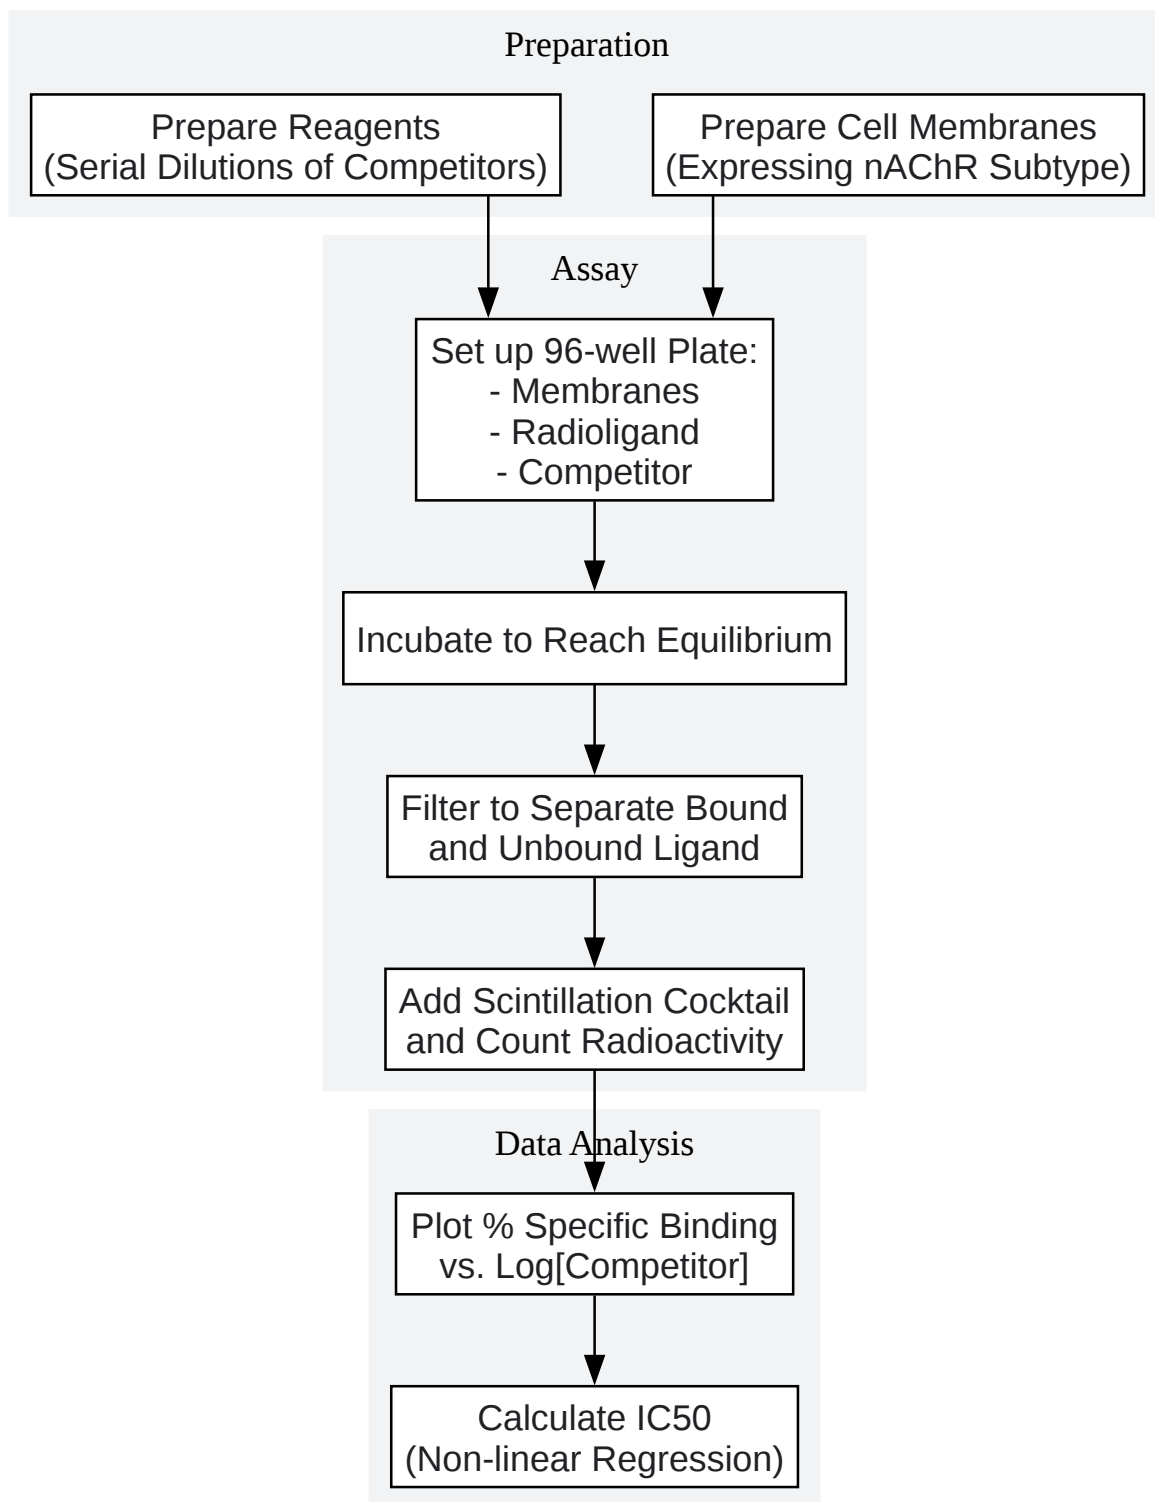 Preparation
Prepare Reagents
(Serial Dilutions of Competitors)
Prepare Cell Membranes
(Expressing nAChR Subtype)
Assay
Set up 96-well Plate:
- Membranes
- Radioligand
- Competitor
Incubate to Reach Equilibrium
Filter to Separate Bound
and Unbound Ligand
Add Scintillation Cocktail
and Count Radioactivity
Data Analysis
Plot % Specific Binding
vs. Log[Competitor]
Calculate IC50
(Non-linear Regression)